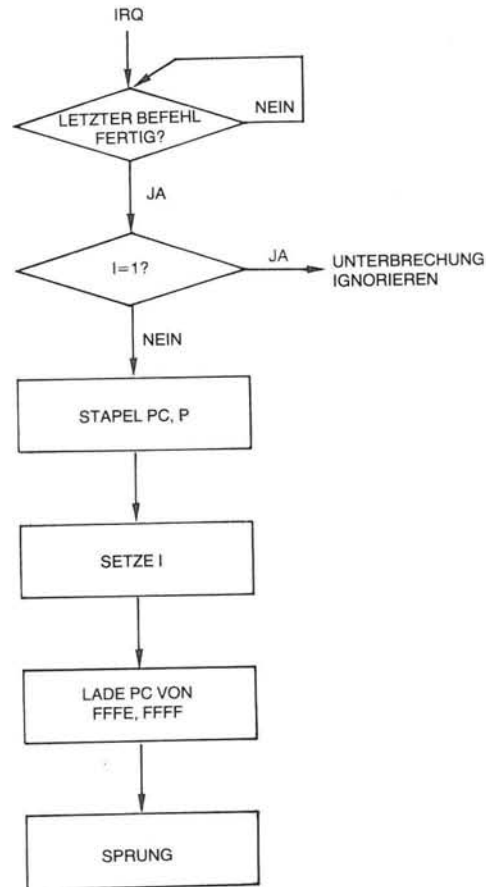 IRQ
LETZTER BEFEHL
FERTIG?
NEIN
JA
I=1?
JA
UNTERBRECHUNG
IGNORIEREN
NEIN
STAPEL PC, P
SETZE I
LADE PC VON
FFFE, FFFF
SPRUNG